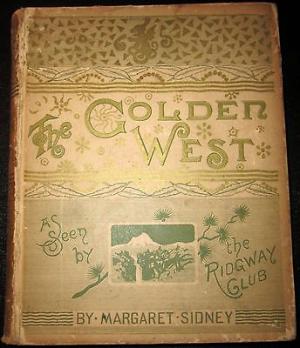 The GOLDEN
WEST
AS Seen by the RIDGWAY CLUB
BY · MARGARET · SIDNEY